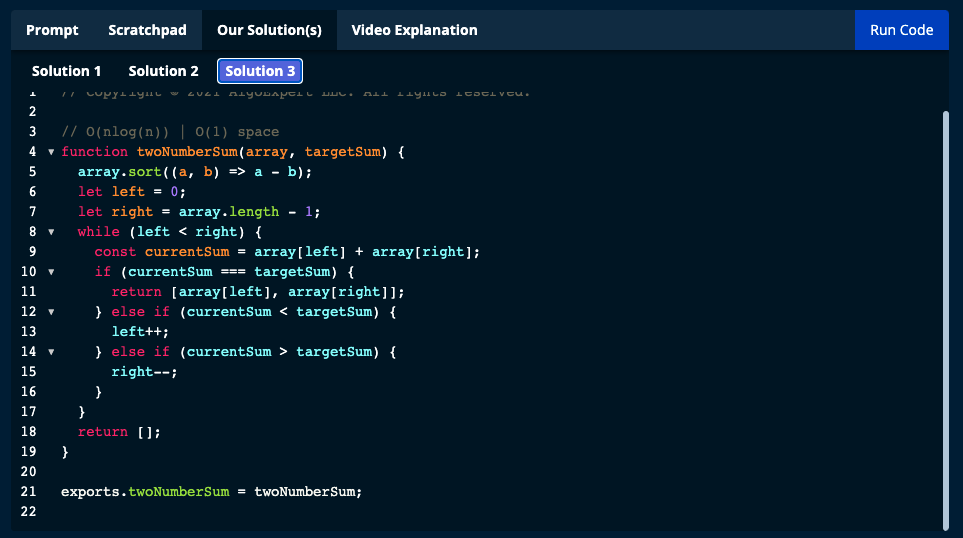 Prompt Scratchpad Our Solution(s) Video Explanation Run Code
Solution 1 Solution 2 Solution 3
1 // Copyright © 2021 AlgoExpert LLC. All rights reserved.
2
3 // O(nlog(n)) | O(1) space
4 function twoNumberSum(array, targetSum) {
5   array.sort((a, b) => a - b);
6   let left = 0;
7   let right = array.length - 1;
8   while (left < right) {
9     const currentSum = array[left] + array[right];
10     if (currentSum === targetSum) {
11       return [array[left], array[right]];
12     } else if (currentSum < targetSum) {
13       left++;
14     } else if (currentSum > targetSum) {
15       right--;
16     }
17   }
18   return [];
19 }
20
21 exports.twoNumberSum = twoNumberSum;
22